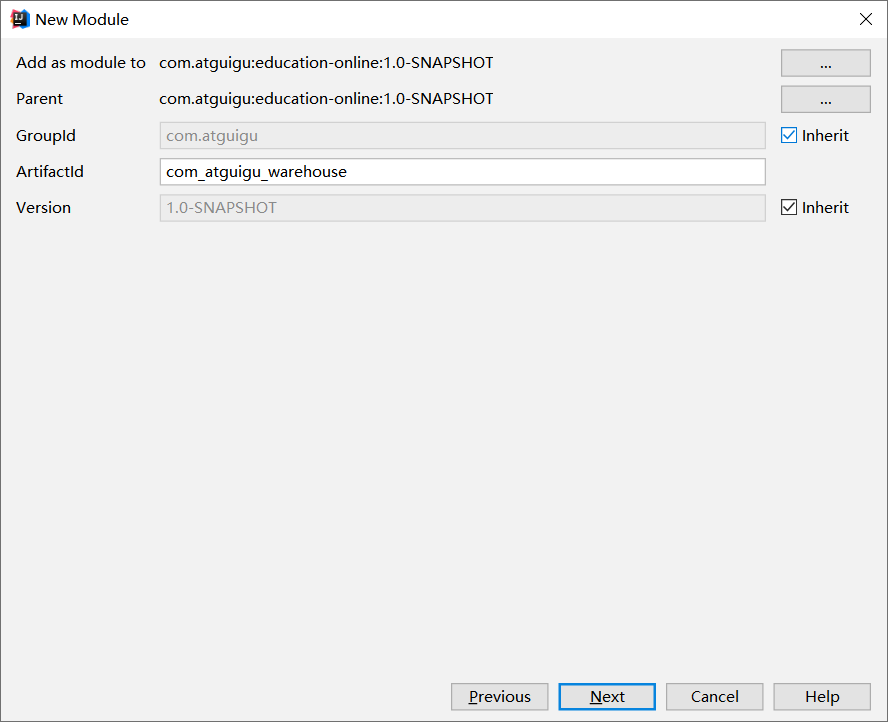 New Module
Add as module to com.atguigu:education-online:1.0-SNAPSHOT ...
Parent com.atguigu:education-online:1.0-SNAPSHOT ...
GroupId com.atguigu Inherit
ArtifactId com_atguigu_warehouse
Version 1.0-SNAPSHOT Inherit
Previous Next Cancel Help